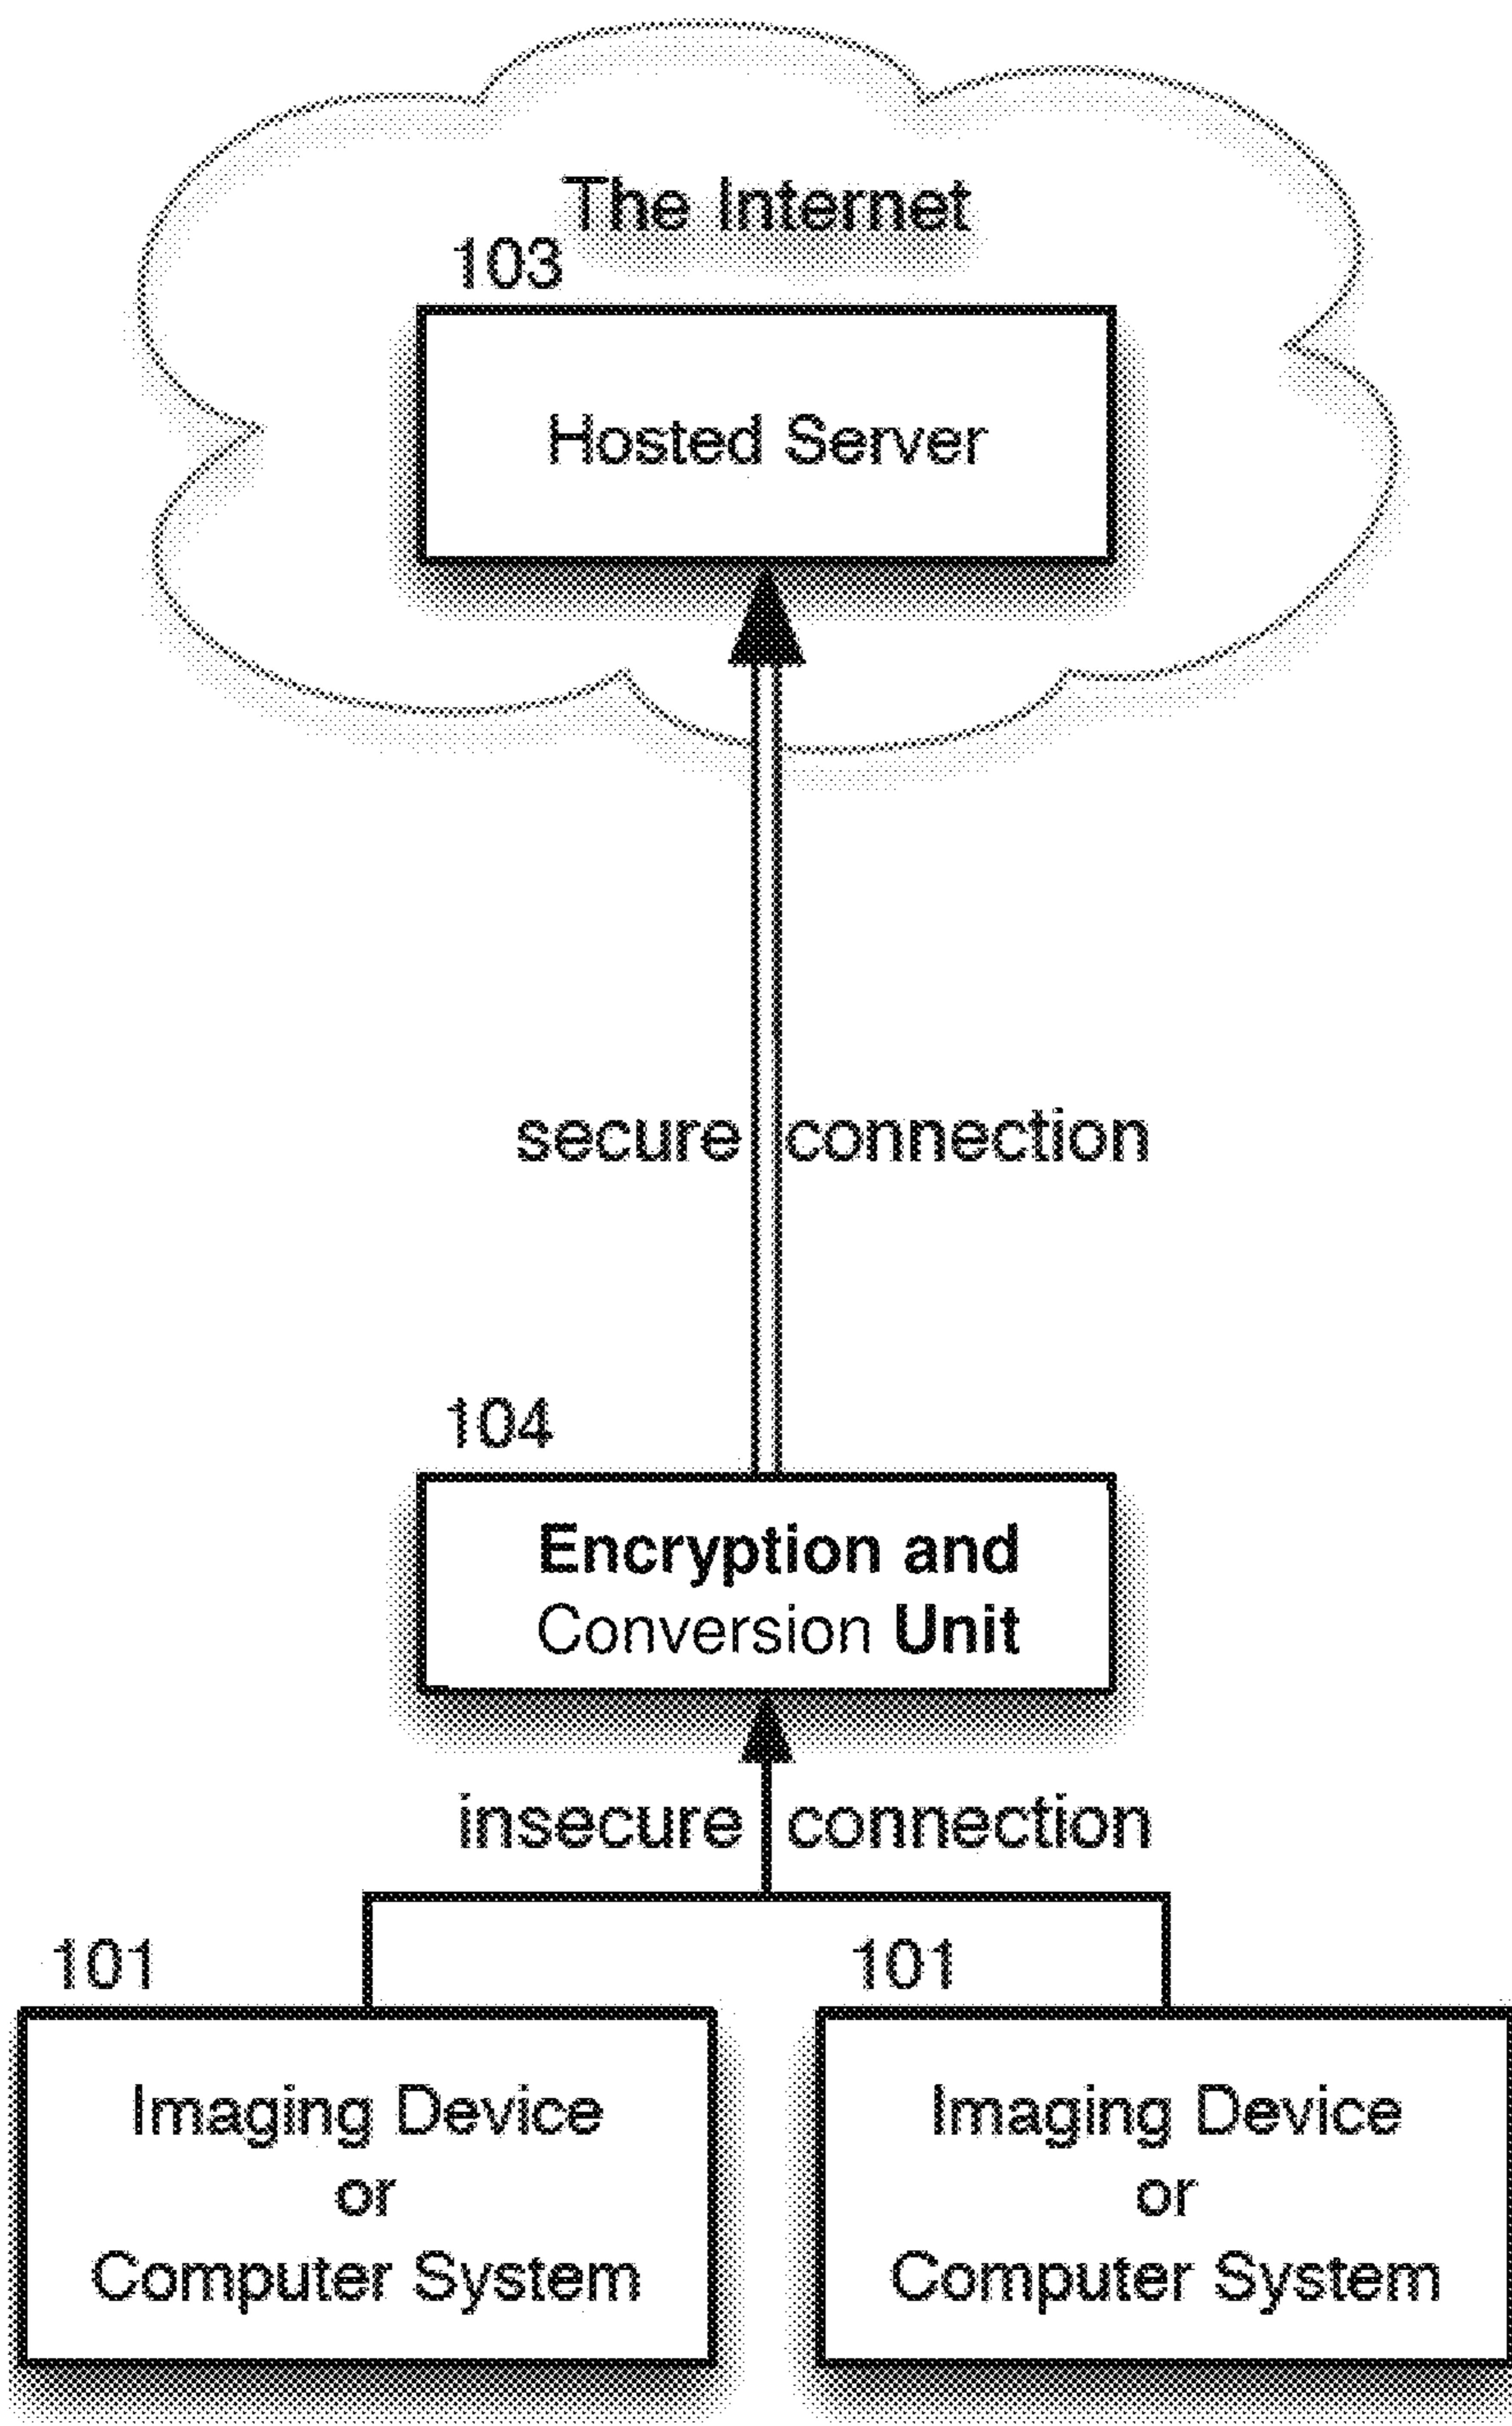 The Internet
103
Hosted Server
secure connection
104
Encryption and
Conversion Unit
insecure connection
101
Imaging Device
or
Computer System
101
Imaging Device
or
Computer System